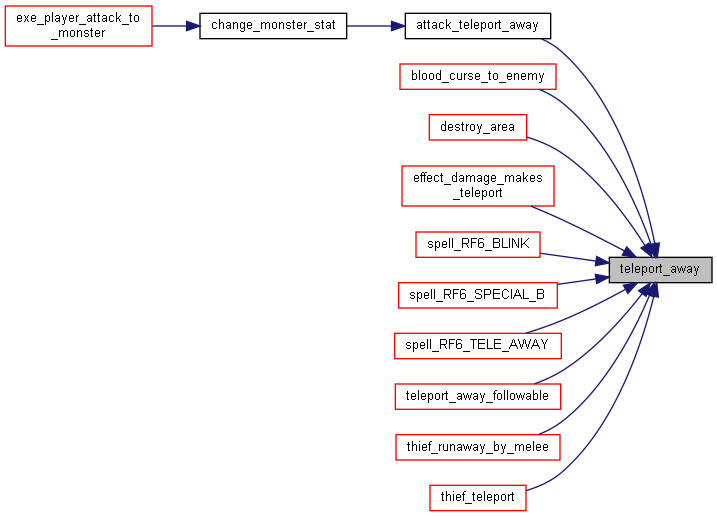 exe_player_attack_to
_monster
change_monster_stat
attack_teleport_away
blood_curse_to_enemy
destroy_area
effect_damage_makes
_teleport
spell_RF6_BLINK
teleport_away
spell_RF6_SPECIAL_B
spell_RF6_TELE_AWAY
teleport_away_followable
thief_runaway_by_melee
thief_teleport